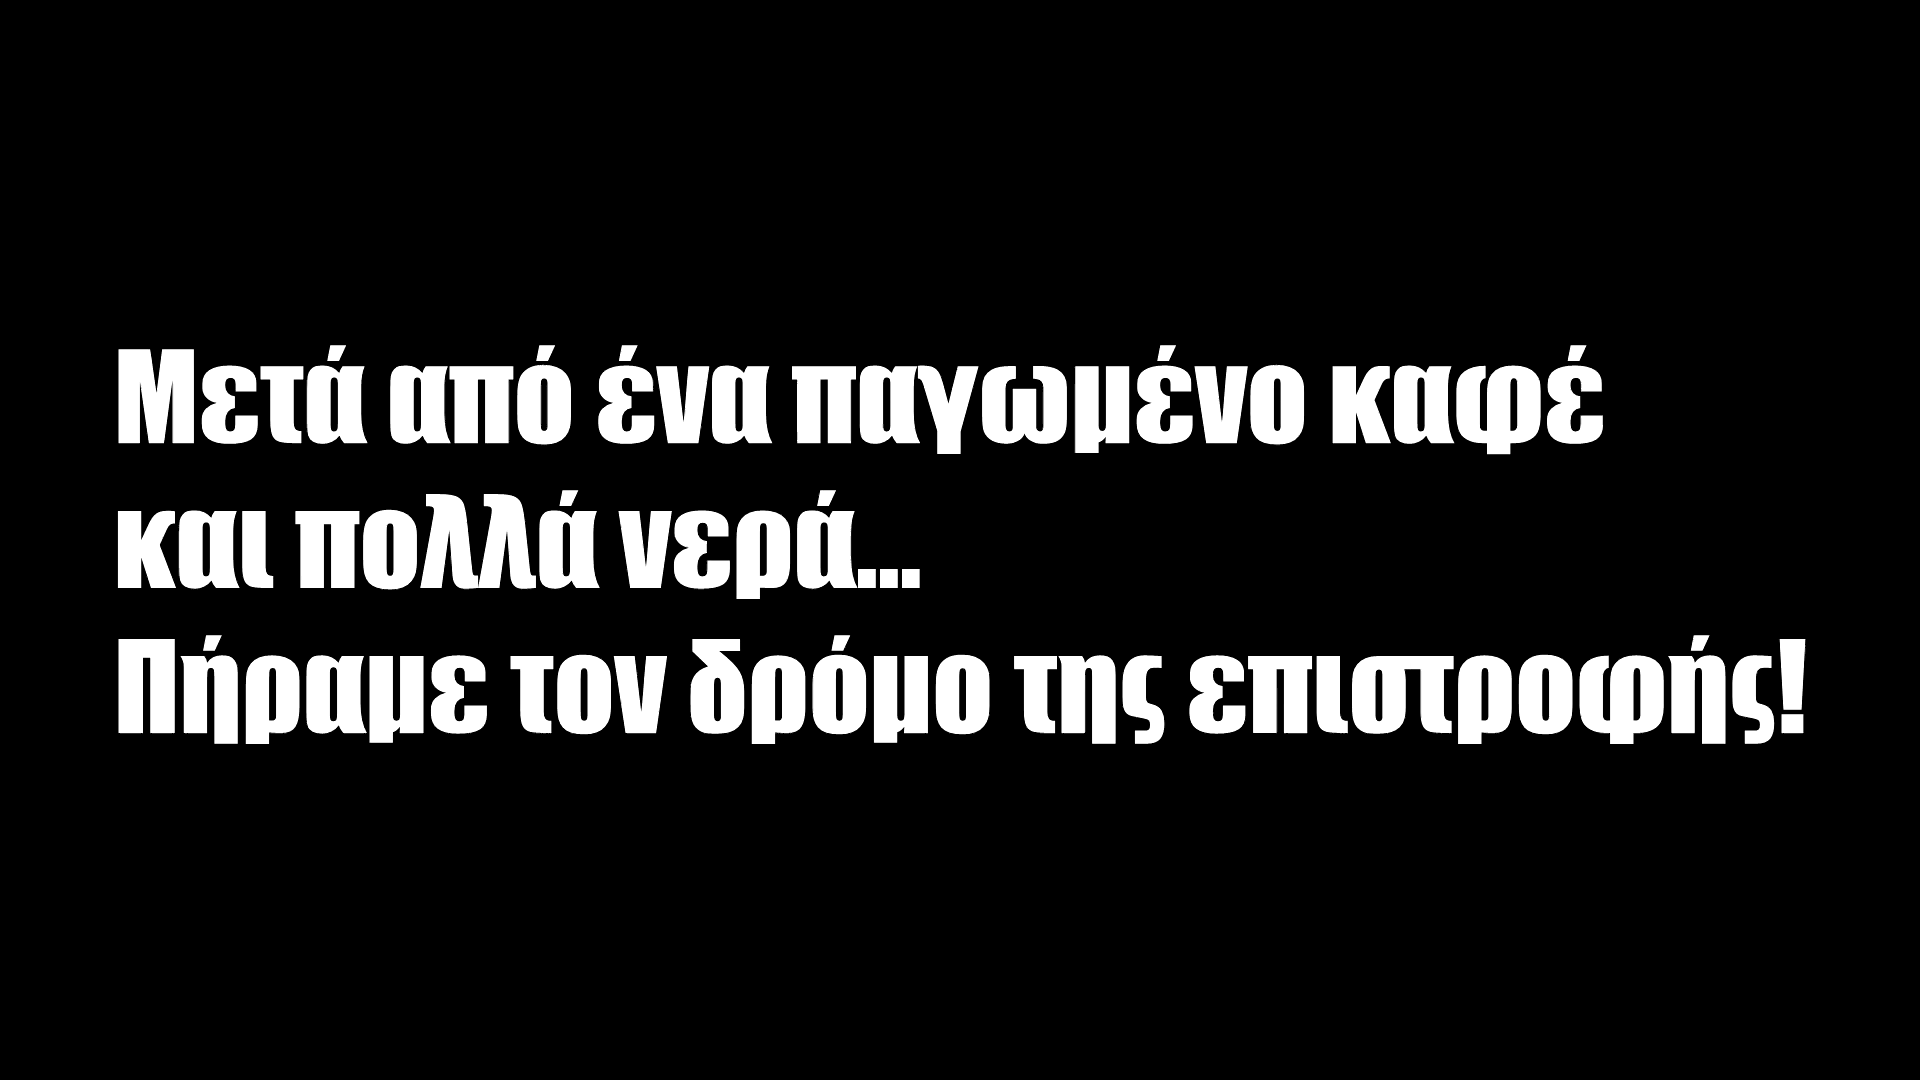 Μετά από ένα παγωμένο καφέ
και πολλά νερά...
Πήραμε τον δρόμο της επιστροφής!